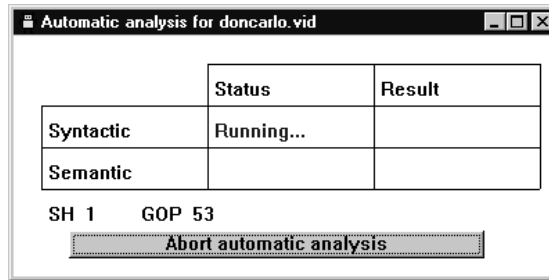 Automatic analysis for doncarlo.vid
Status Result
Syntactic Running...
Semantic
SH 1 GOP 53
Abort automatic analysis